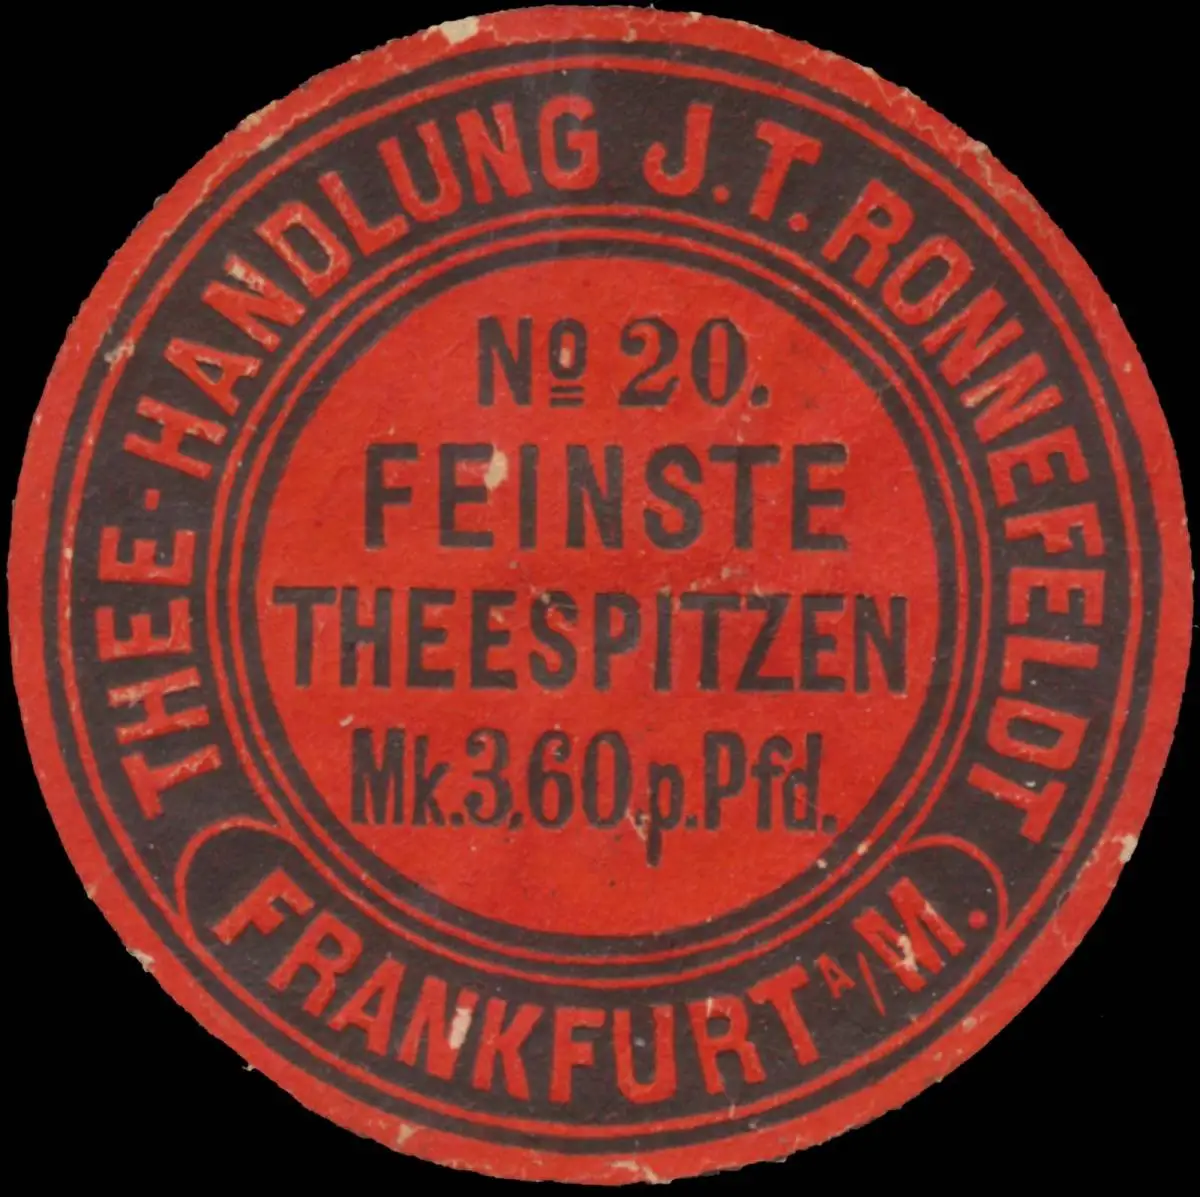 THEE-HANDLUNG J.T. RONNEFELDT
No 20.
FEINSTE
THEESPITZEN
Mk.3,60.p.Pfd.
FRANKFURT A/M.